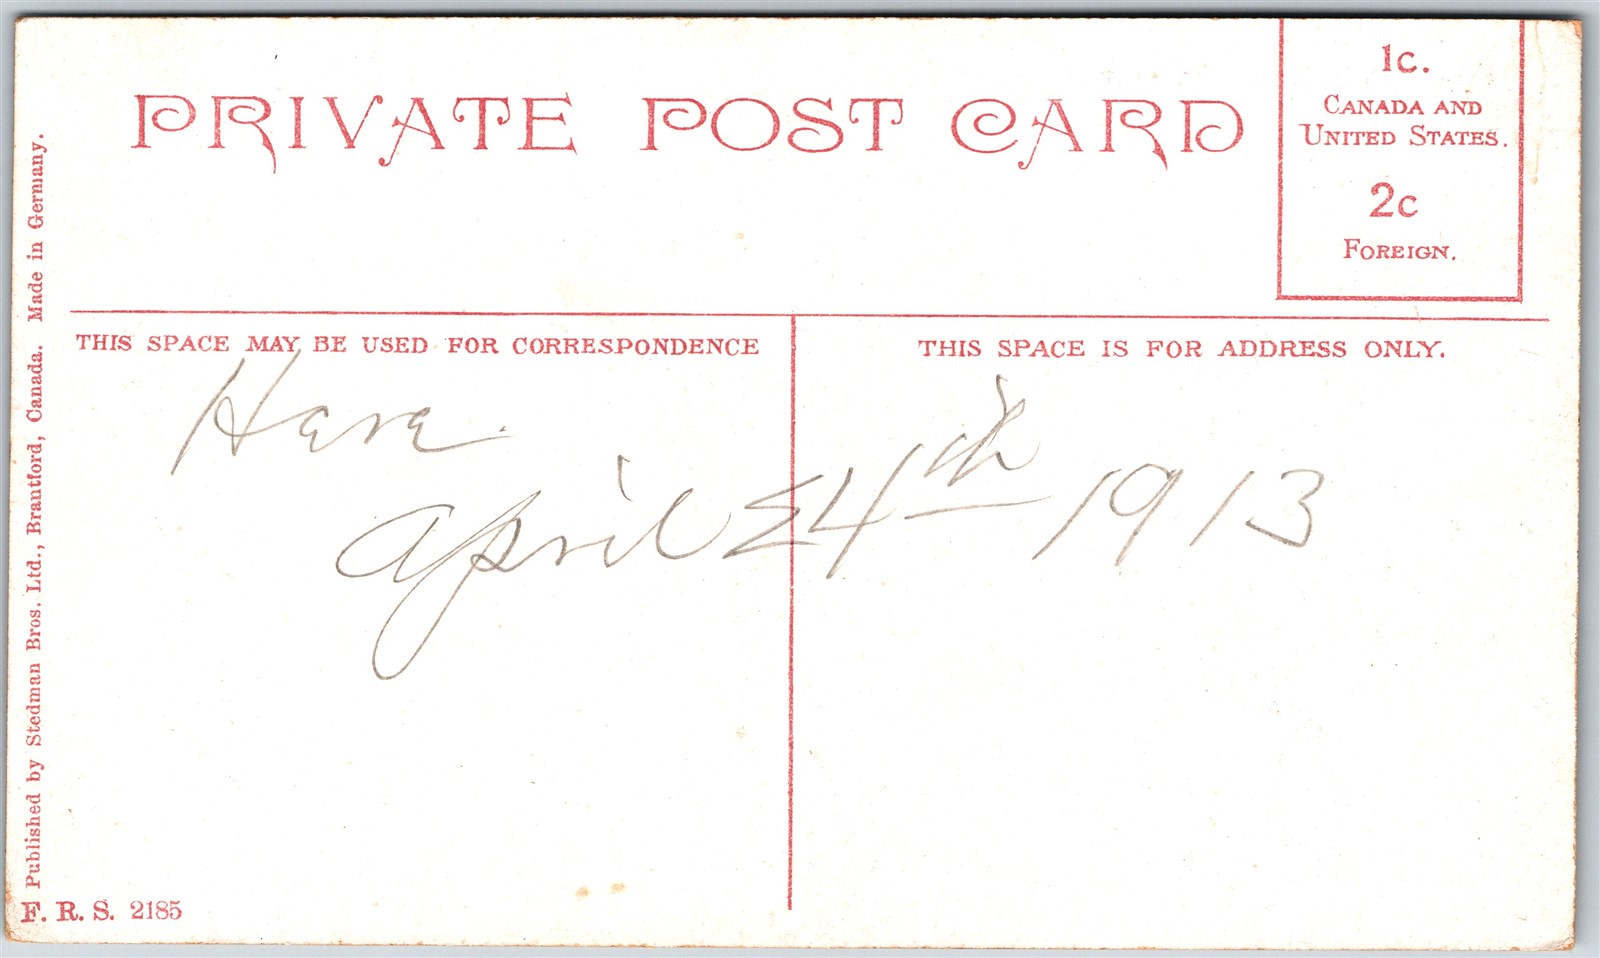 PRIVATE POST CARD
1c.
CANADA AND
UNITED STATES.
2c
FOREIGN.
THIS SPACE MAY BE USED FOR CORRESPONDENCE
THIS SPACE IS FOR ADDRESS ONLY.
April 24th 1913
Published by Stedman Bros. Ltd., Brantford, Canada. Made in Germany.
F. R. S. 2185